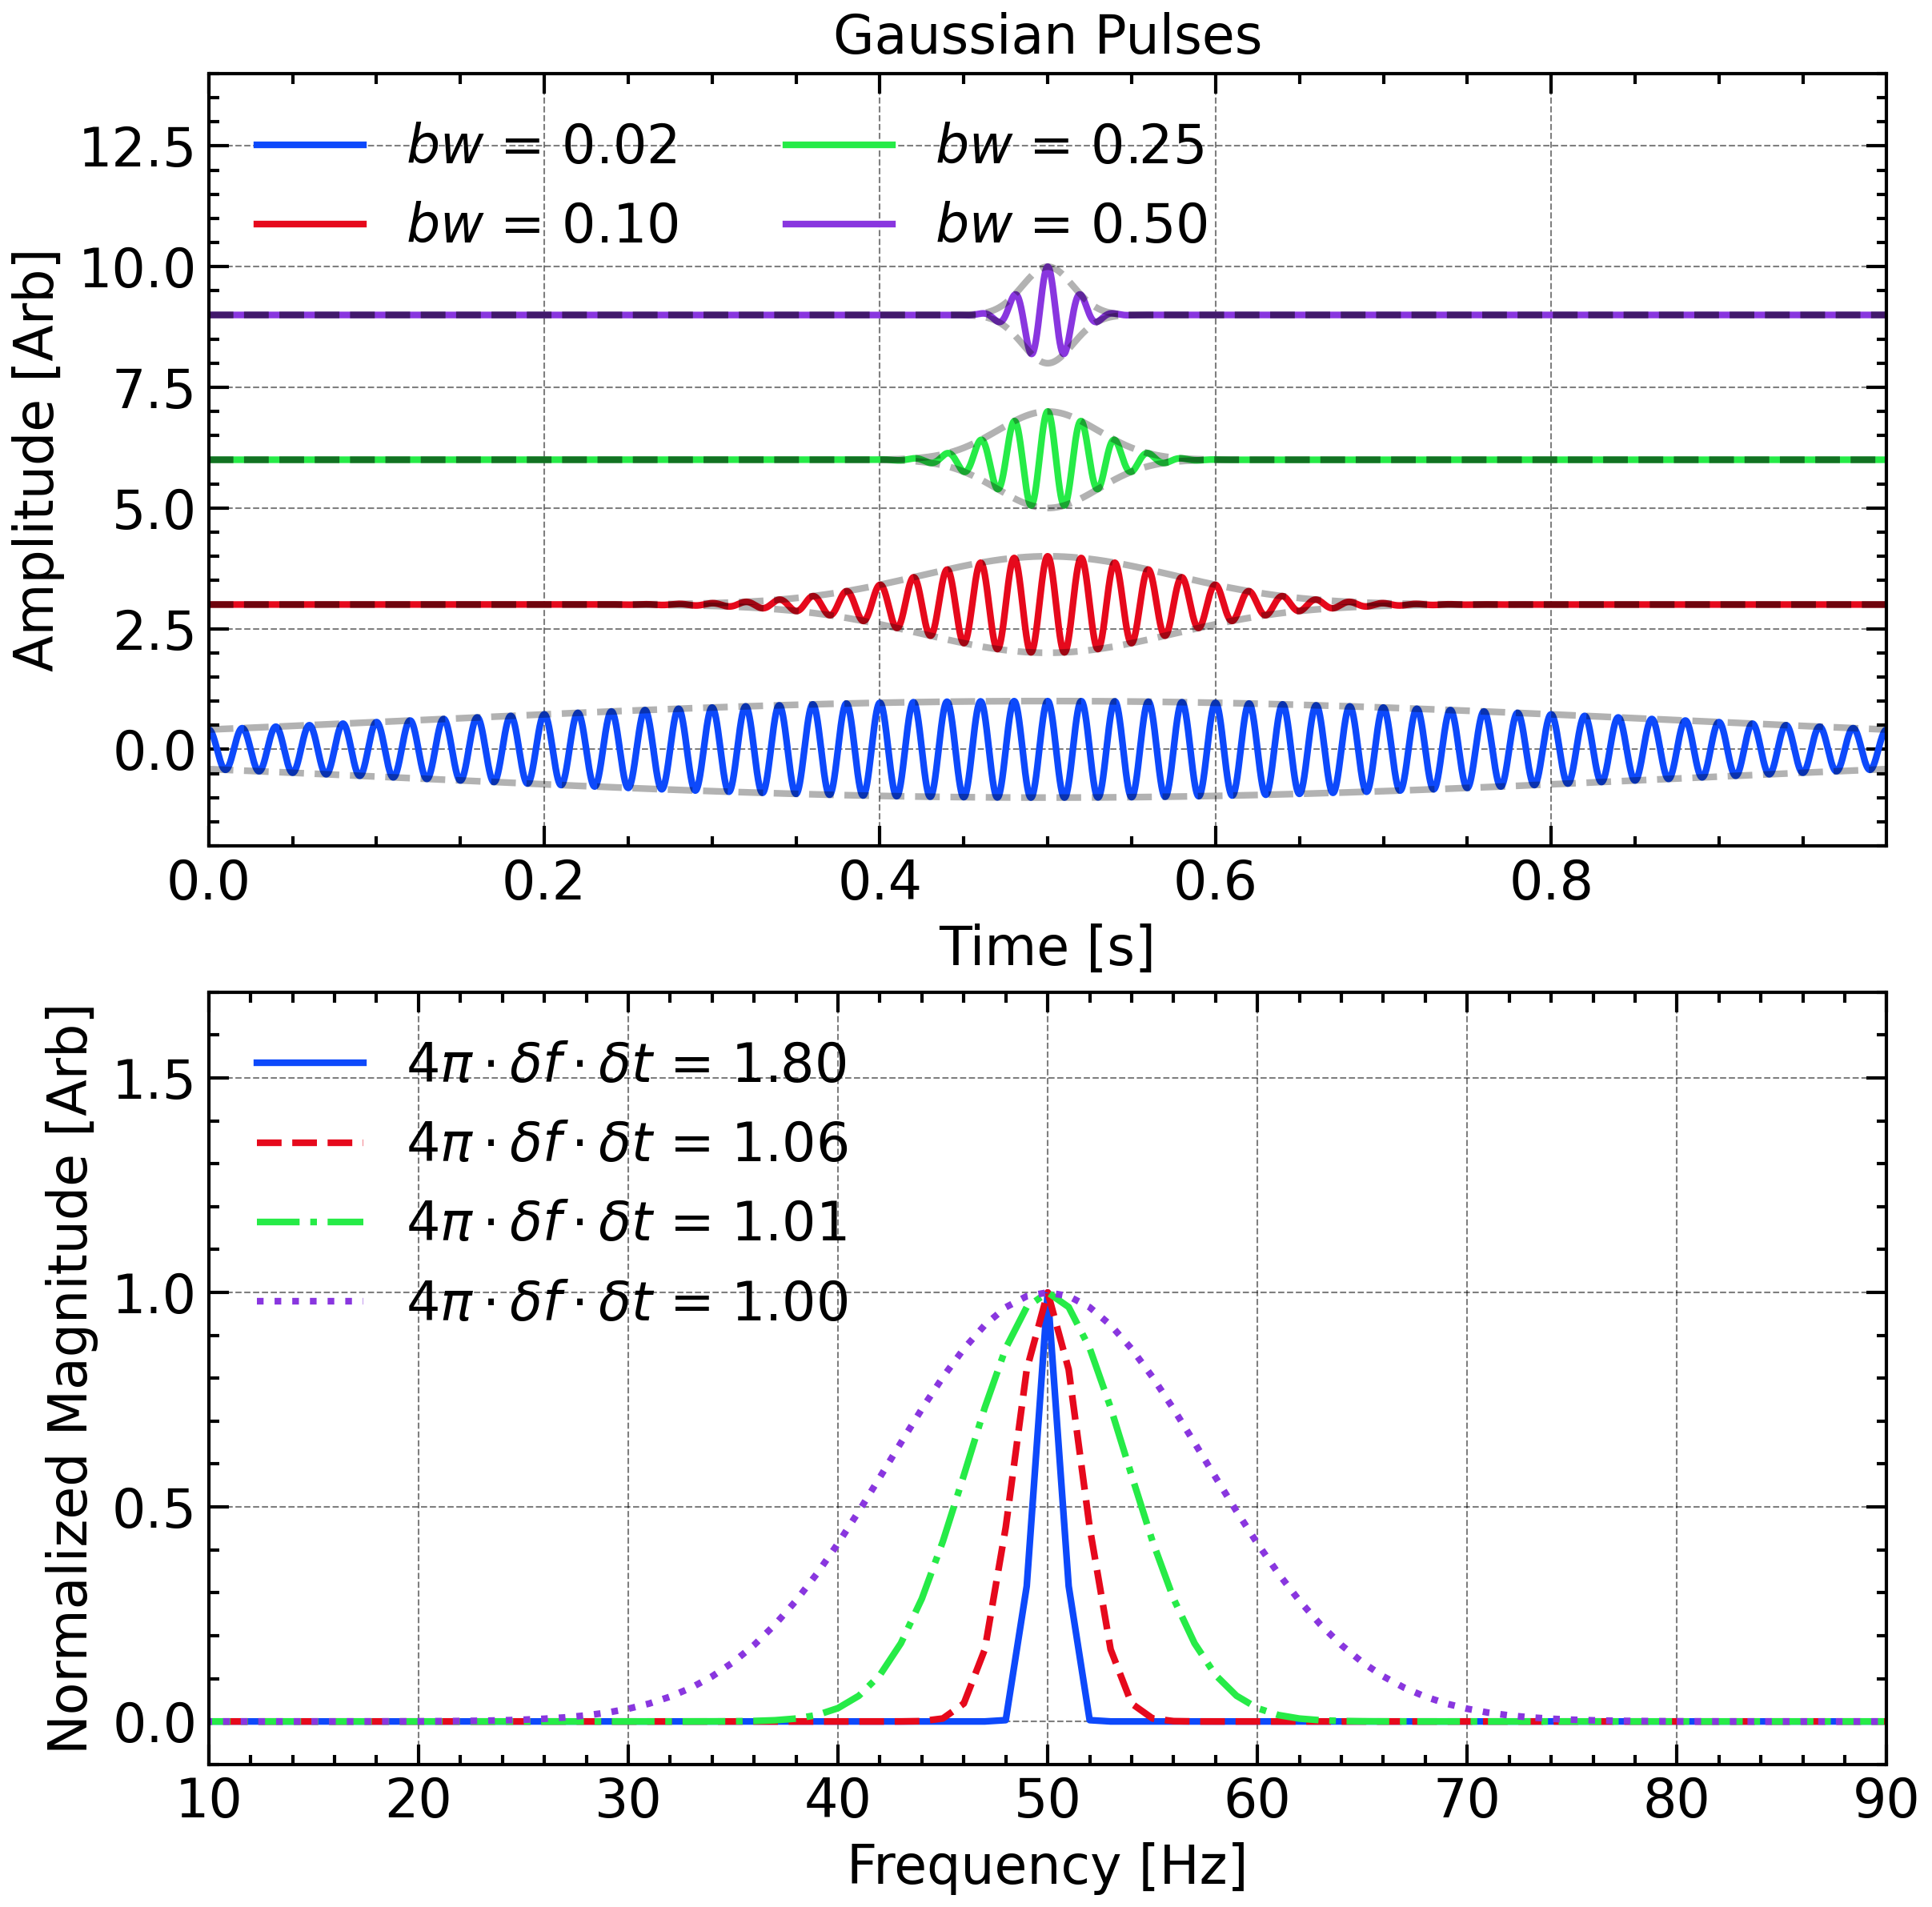 Gaussian Pulses
Amplitude [Arb]
12.5
10.0
7.5
5.0
2.5
0.0
bw = 0.02
bw = 0.10
bw = 0.25
bw = 0.50
0.0 0.2 0.4 0.6 0.8
Time [s]
Normalized Magnitude [Arb]
1.5
1.0
0.5
0.0
4π · δf · δt = 1.80
4π · δf · δt = 1.06
4π · δf · δt = 1.01
4π · δf · δt = 1.00
10 20 30 40 50 60 70 80 90
Frequency [Hz]